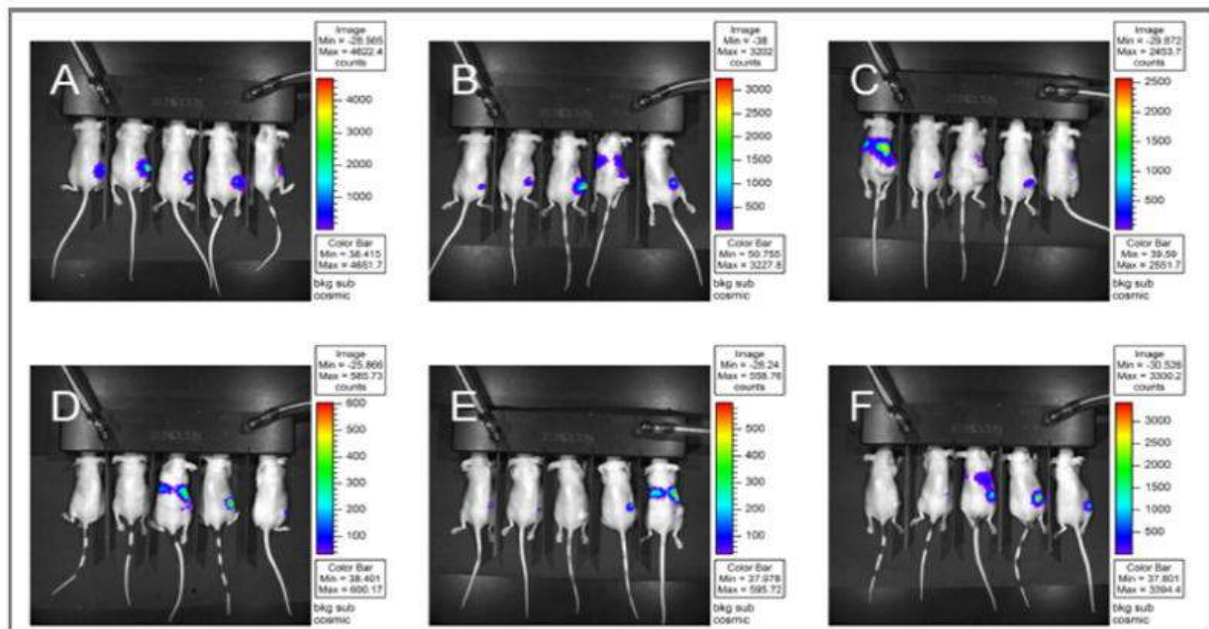 A
Image
Min = -28.565
Max = 4622.4
counts
4000
3000
2000
1000
Color Bar
Min = 38.415
Max = 4651.7
bkg sub
cosmic
B
Image
Min = -38
Max = 3202
counts
3000
2500
2000
1500
1000
500
Color Bar
Min = 50.755
Max = 3227.8
bkg sub
cosmic
C
Image
Min = -29.872
Max = 2453.7
counts
2500
2000
1500
1000
500
Color Bar
Min = 39.59
Max = 2551.7
bkg sub
cosmic
D
Image
Min = -25.866
Max = 585.73
counts
600
500
400
300
200
100
Color Bar
Min = 38.401
Max = 600.17
bkg sub
cosmic
E
Image
Min = -28.24
Max = 558.76
counts
500
400
300
200
100
Color Bar
Min = 37.978
Max = 595.72
bkg sub
cosmic
F
Image
Min = -30.526
Max = 3300.2
counts
3000
2500
2000
1500
1000
500
Color Bar
Min = 37.801
Max = 3394.4
bkg sub
cosmic